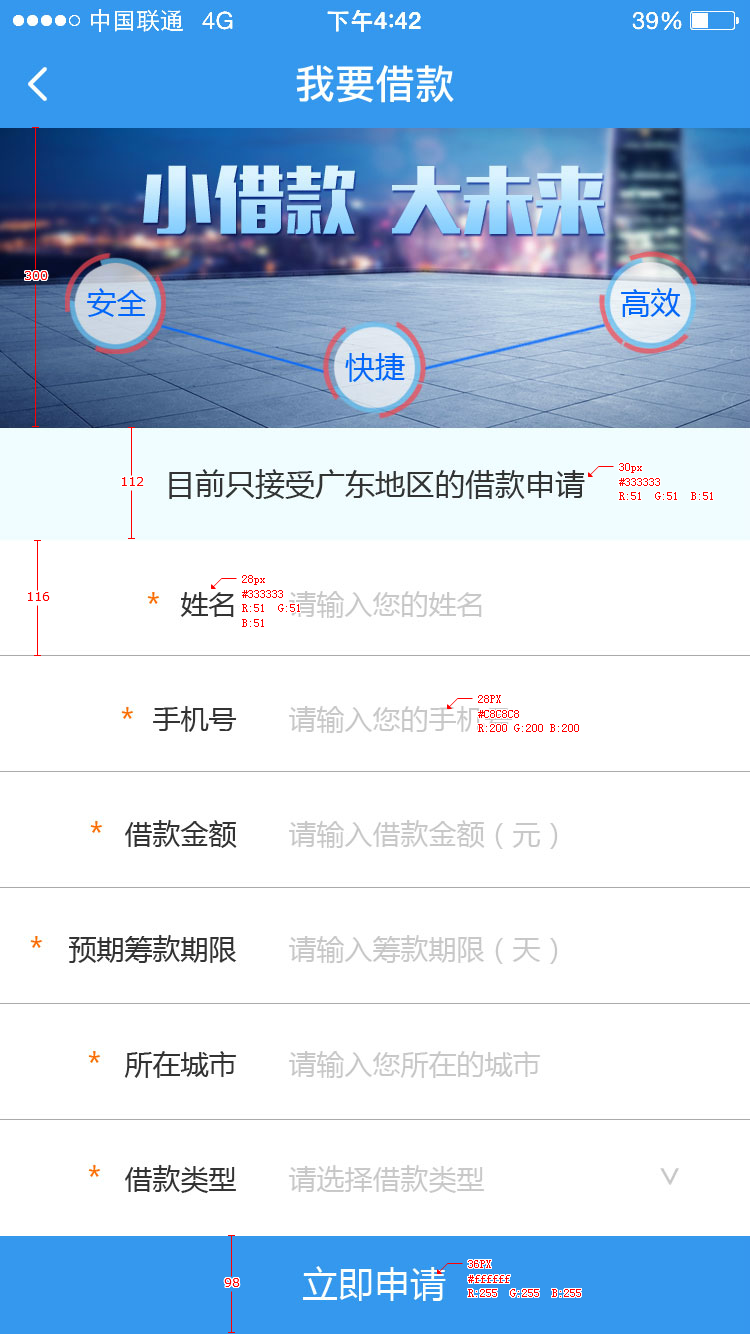 中国联通 4G 下午4:42 39%
我要借款
小借款 大未来
300
安全
高效
快捷
112
目前只接受广东地区的借款申请
30px
#333333
R:51 G:51 B:51
116
* 姓名 请输入您的姓名
28px
#333333
R:51 G:51
B:51
* 手机号 请输入您的手机
28PX
#C8C8C8
R:200 G:200 B:200
* 借款金额 请输入借款金额（元）
* 预期筹款期限 请输入筹款期限（天）
* 所在城市 请输入您所在的城市
* 借款类型 请选择借款类型
98
立即申请
36PX
#ffffff
R:255 G:255 B:255